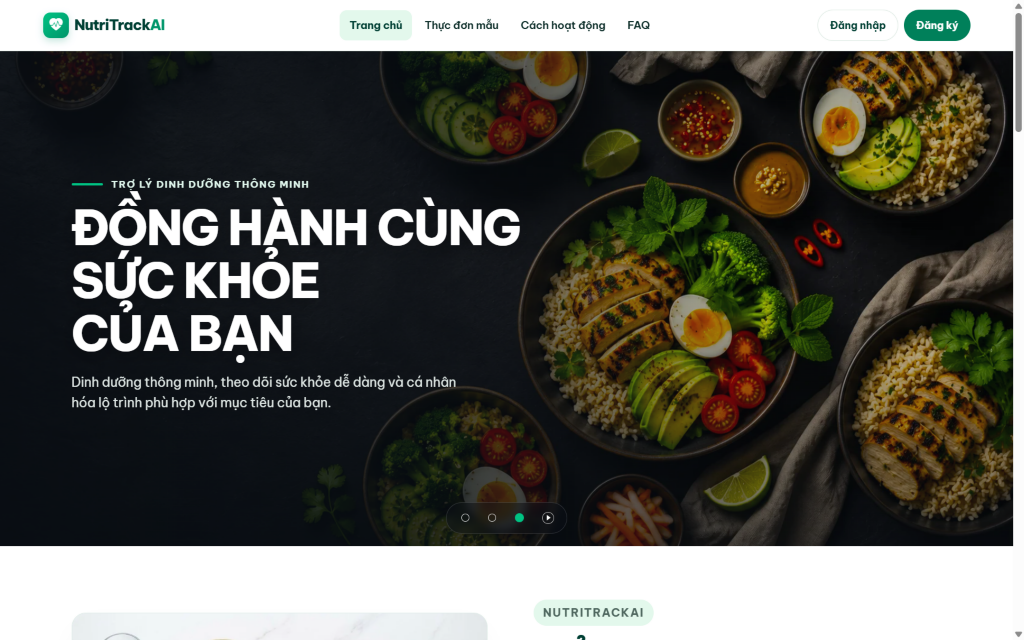 NutriTrackAI
Trang chủ
Thực đơn mẫu
Cách hoạt động
FAQ
Đăng nhập
Đăng ký
TRỢ LÝ DINH DƯỠNG THÔNG MINH
ĐỒNG HÀNH CÙNG
SỨC KHỎE
CỦA BẠN
Dinh dưỡng thông minh, theo dõi sức khỏe dễ dàng và cá nhân
hóa lộ trình phù hợp với mục tiêu của bạn.
NUTRITRACKAI